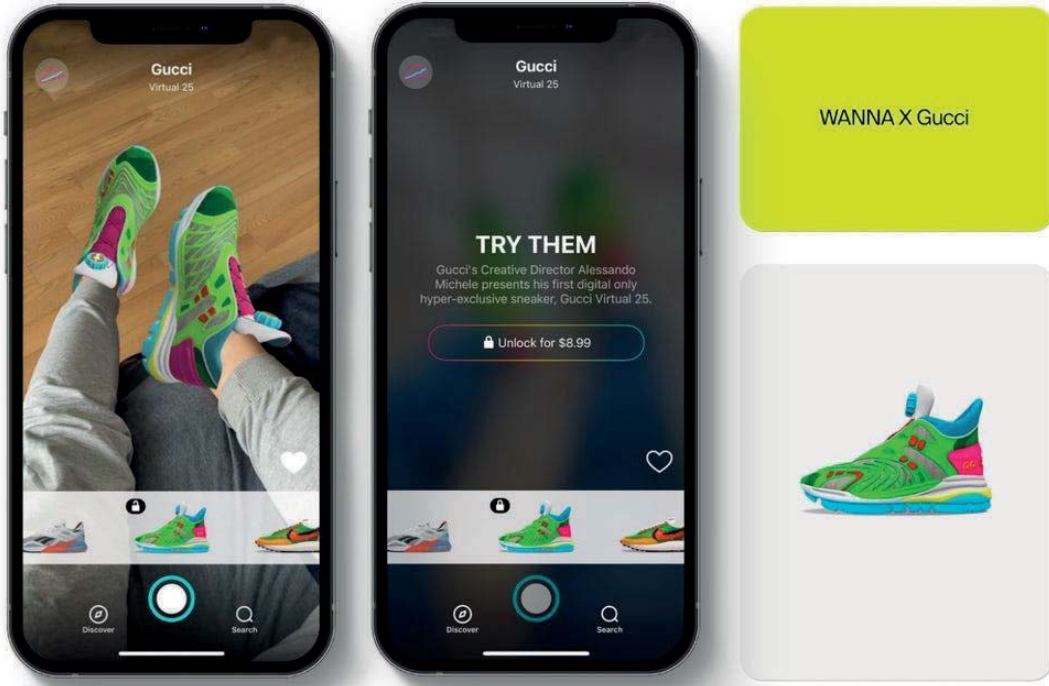 Gucci
Virtual 25
Discover
Search
Gucci
Virtual 25
TRY THEM
Gucci's Creative Director Alessando
Michele presents his first digital only
hyper-exclusive sneaker, Gucci Virtual 25.
Unlock for $8.99
Discover
Search
WANNA X Gucci